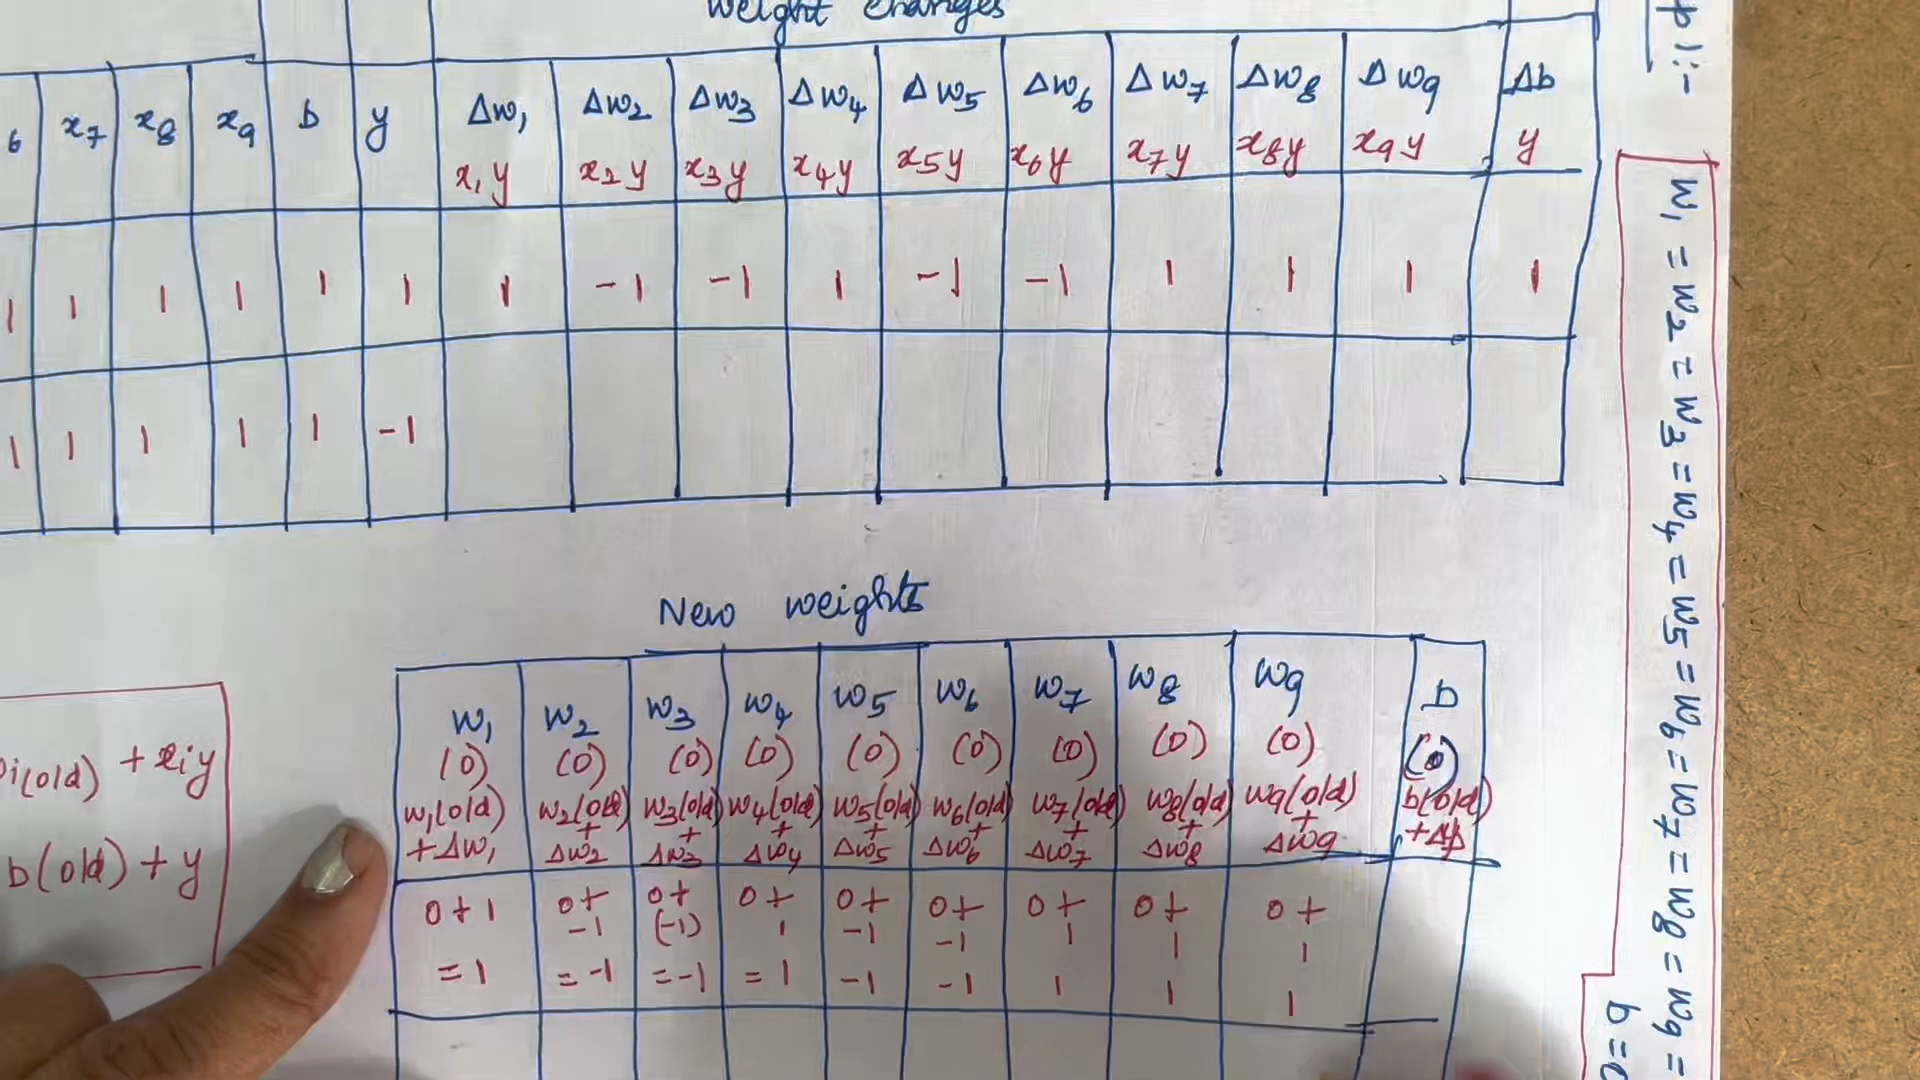 Weight changes
6 x7 x8 x9 b y Δw1 Δw2 Δw3 Δw4 Δw5 Δw6 Δw7 Δw8 Δw9 Δb
x1y x2y x3y x4y x5y x6y x7y x8y x9y y
1 1 1 1 1 1 1 -1 -1 1 -1 -1 1 1 1 1
1 1 1 1 1 -1
New weights
w1 w2 w3 w4 w5 w6 w7 w8 w9 b
(0) (0) (0) (0) (0) (0) (0) (0) (0) (0)
w1(old) w2(old) w3(old) w4(old) w5(old) w6(old) w7(old) w8(old) w9(old) b(old)
+Δw1 + Δw2 + Δw3 + Δw4 + Δw5 + Δw6 + Δw7 + Δw8 + Δw9 +Δb
0+1 0+ -1 0+ (-1) 0+ 1 0+ -1 0+ -1 0+ 1 0+ 1 0+ 1
=1 =-1 =-1 =1 -1 -1 1 1 1
i(old) + xiy
b(old) + y
p 1:-
w1 = w2 = w3 = w4 = w5 = w6 = w7 = w8 = w9 =
b =